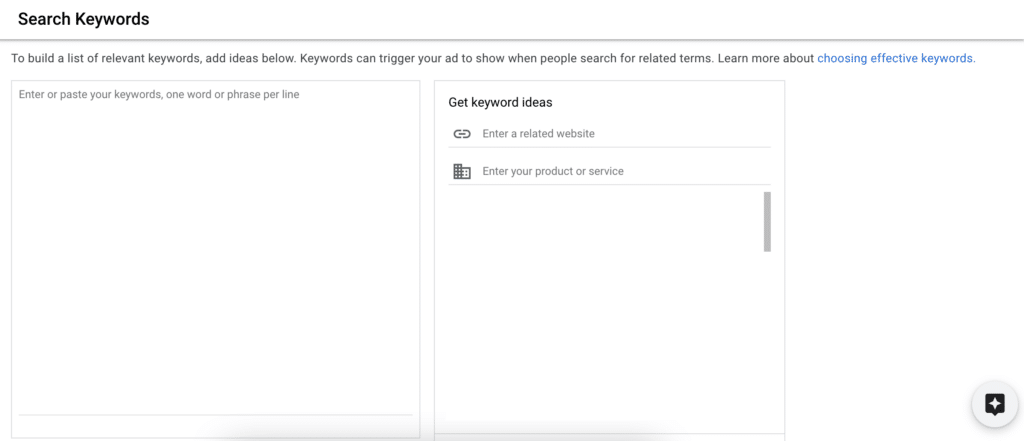 Search Keywords
To build a list of relevant keywords, add ideas below. Keywords can trigger your ad to show when people search for related terms. Learn more about choosing effective keywords.
Enter or paste your keywords, one word or phrase per line
Get keyword ideas
Enter a related website
Enter your product or service